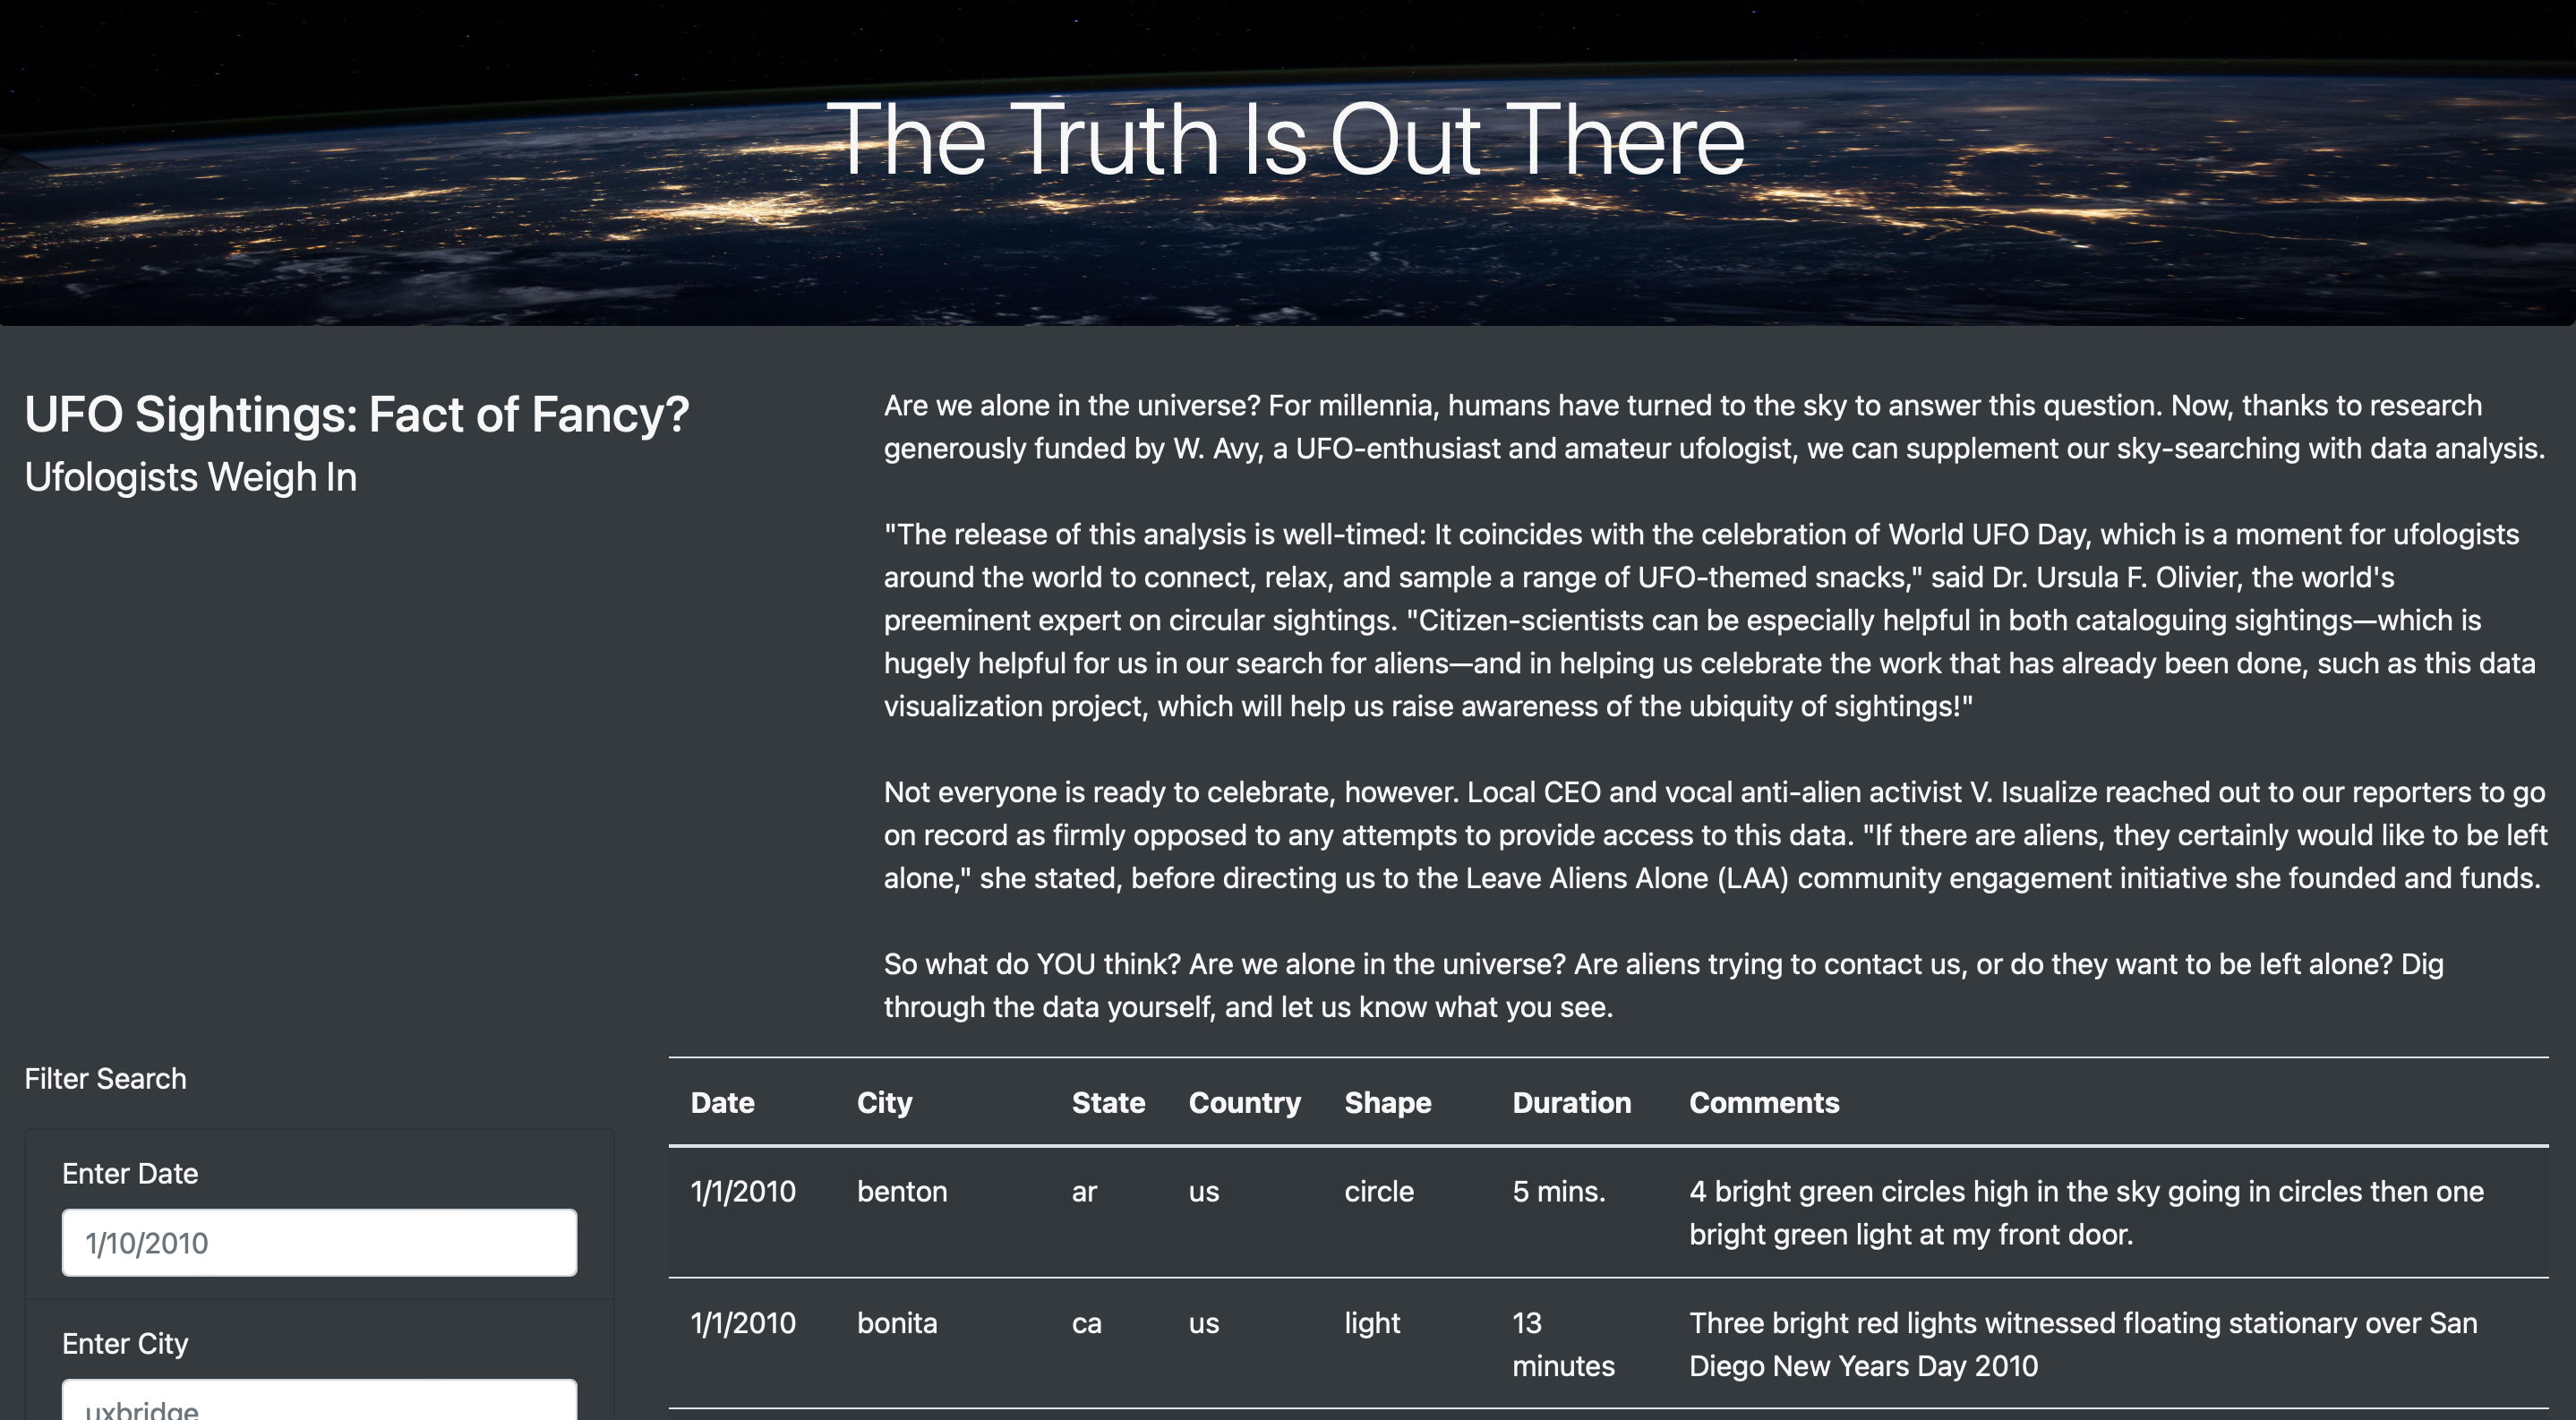 The Truth Is Out There
UFO Sightings: Fact of Fancy?
Ufologists Weigh In
Are we alone in the universe? For millennia, humans have turned to the sky to answer this question. Now, thanks to research
generously funded by W. Avy, a UFO-enthusiast and amateur ufologist, we can supplement our sky-searching with data analysis.
"The release of this analysis is well-timed: It coincides with the celebration of World UFO Day, which is a moment for ufologists
around the world to connect, relax, and sample a range of UFO-themed snacks," said Dr. Ursula F. Olivier, the world's
preeminent expert on circular sightings. "Citizen-scientists can be especially helpful in both cataloguing sightings—which is
hugely helpful for us in our search for aliens—and in helping us celebrate the work that has already been done, such as this data
visualization project, which will help us raise awareness of the ubiquity of sightings!"
Not everyone is ready to celebrate, however. Local CEO and vocal anti-alien activist V. Isualize reached out to our reporters to go
on record as firmly opposed to any attempts to provide access to this data. "If there are aliens, they certainly would like to be left
alone," she stated, before directing us to the Leave Aliens Alone (LAA) community engagement initiative she founded and funds.
So what do YOU think? Are we alone in the universe? Are aliens trying to contact us, or do they want to be left alone? Dig
through the data yourself, and let us know what you see.
Filter Search
Enter Date
1/10/2010
Enter City
uxbridge
Date City State Country Shape Duration Comments
1/1/2010 benton ar us circle 5 mins. 4 bright green circles high in the sky going in circles then one
bright green light at my front door.
1/1/2010 bonita ca us light 13 Three bright red lights witnessed floating stationary over San
minutes Diego New Years Day 2010